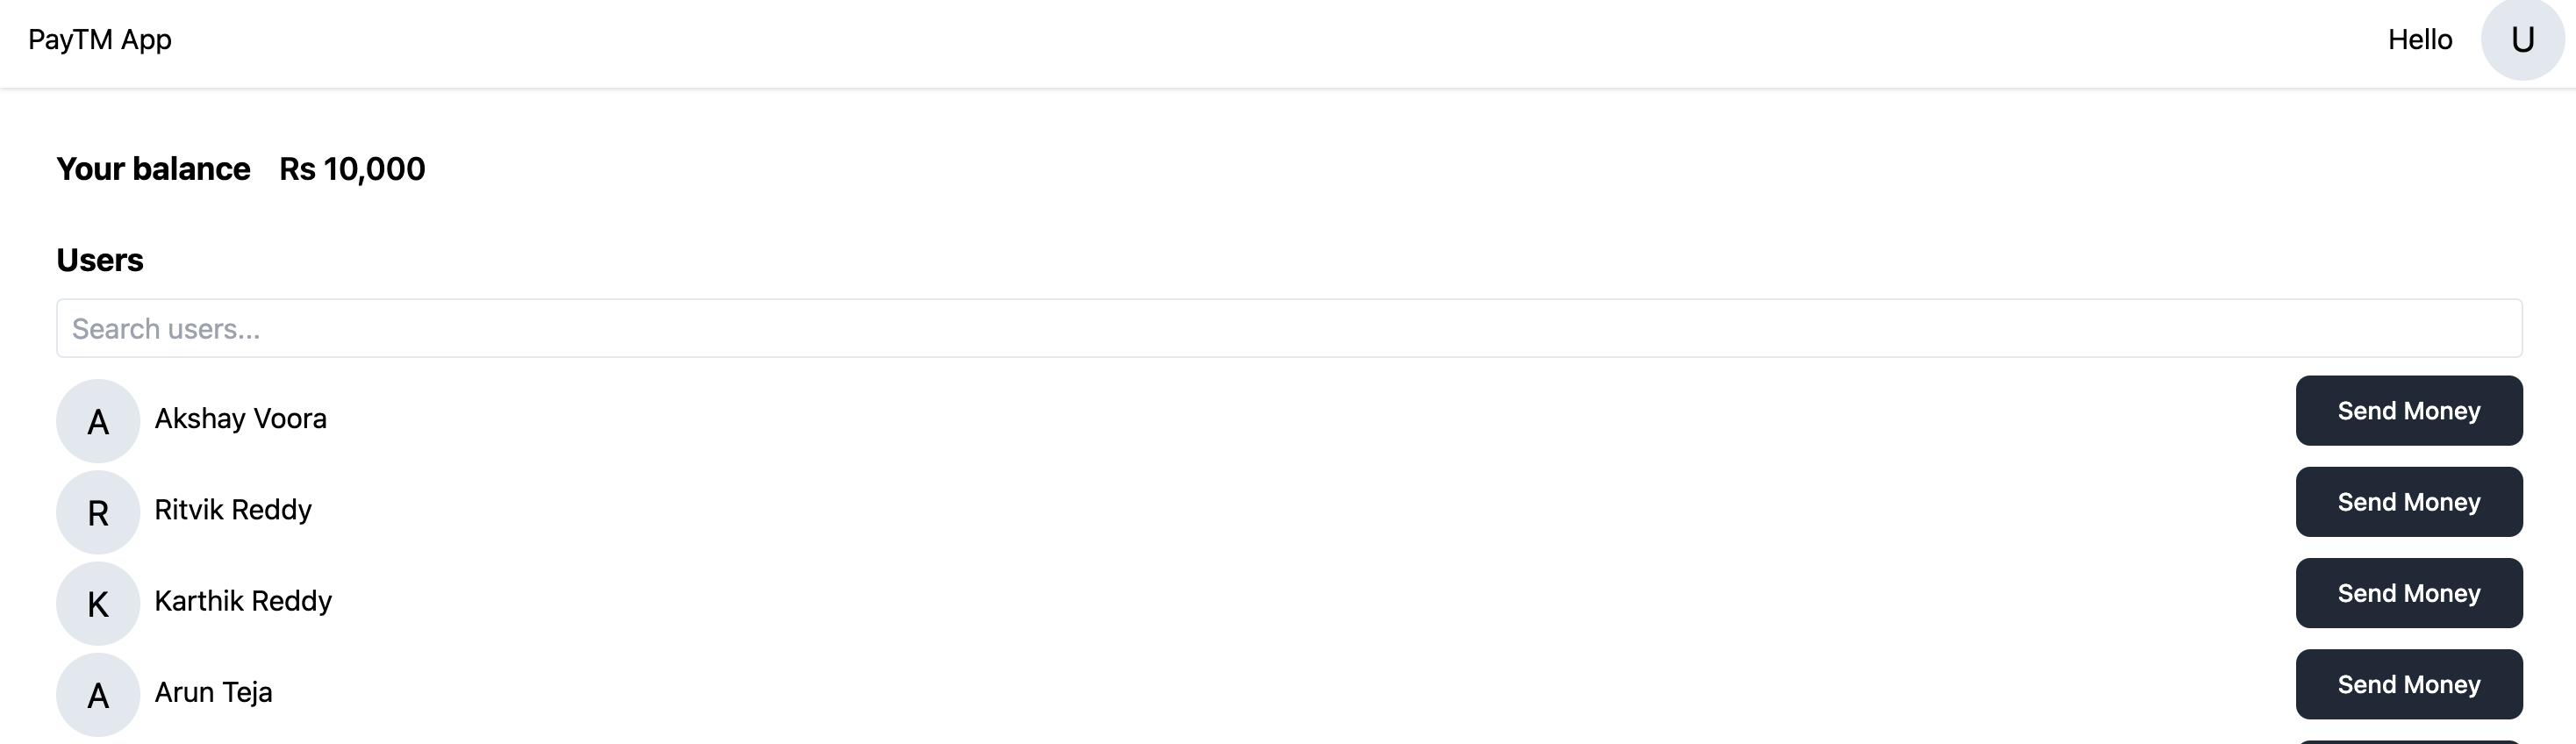 PayTM App Hello U
Your balance Rs 10,000
Users
Search users...
A Akshay Voora Send Money
R Ritvik Reddy Send Money
K Karthik Reddy Send Money
A Arun Teja Send Money